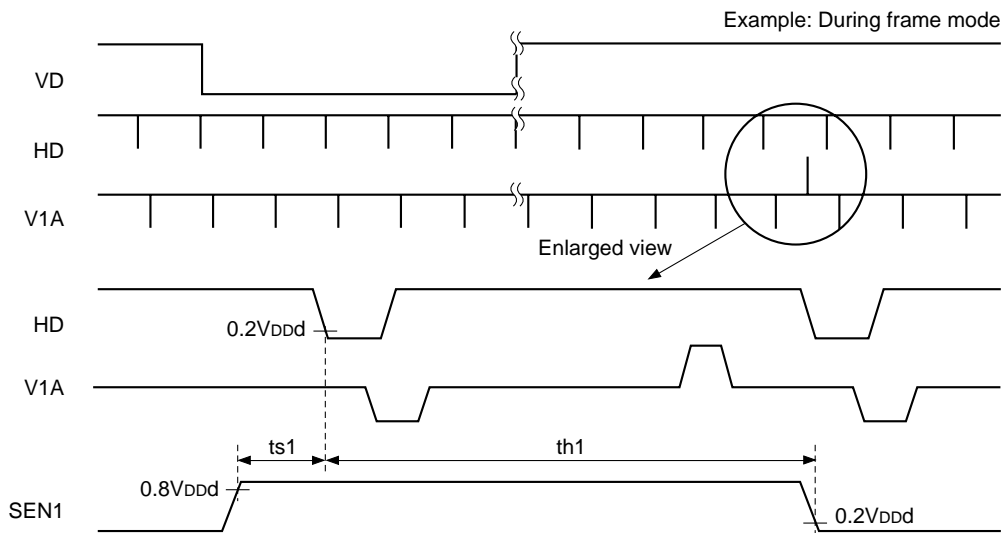 Example: During frame mode
VD
HD
V1A
Enlarged view
HD
0.2VDDd
V1A
ts1
th1
0.8VDDd
SEN1
0.2VDDd